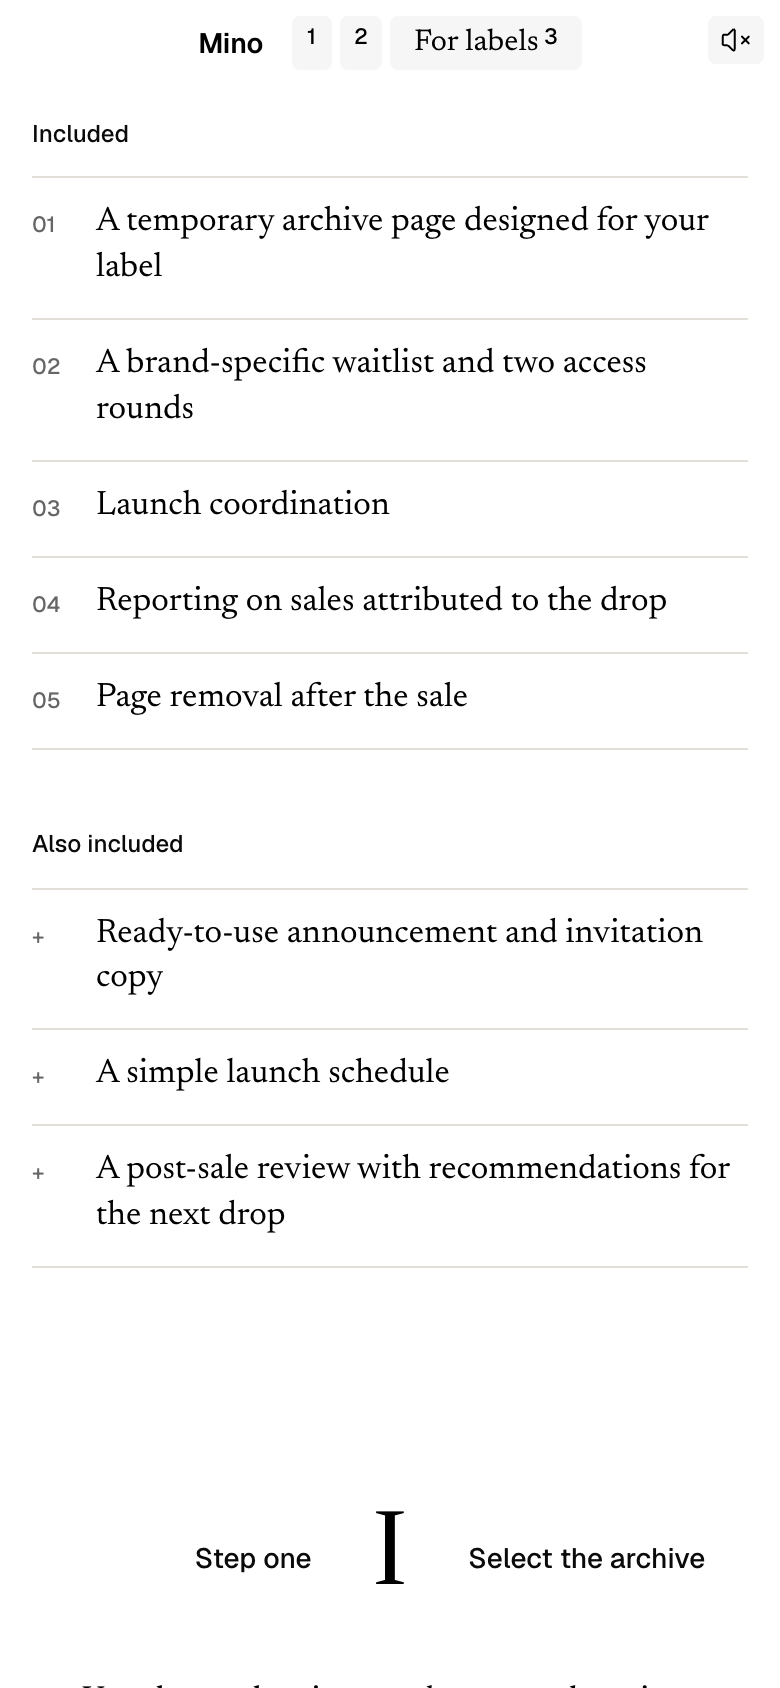 Mino 1 2 For labels 3
Included
01 A temporary archive page designed for your
label
02 A brand-specific waitlist and two access
rounds
03 Launch coordination
04 Reporting on sales attributed to the drop
05 Page removal after the sale
Also included
+ Ready-to-use announcement and invitation
copy
+ A simple launch schedule
+ A post-sale review with recommendations for
the next drop
Step one I Select the archive